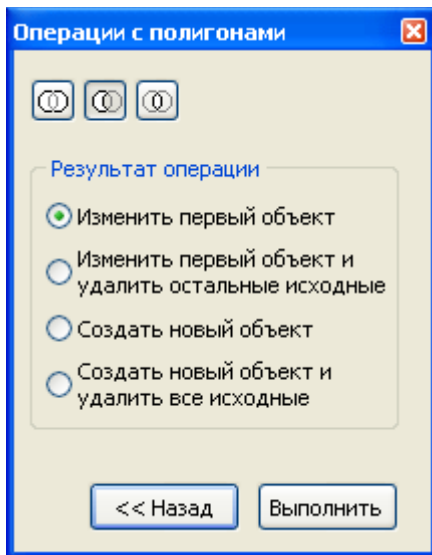 Операции с полигонами
Результат операции
Изменить первый объект
Изменить первый объект и
удалить остальные исходные
Создать новый объект
Создать новый объект и
удалить все исходные
<< Назад
Выполнить